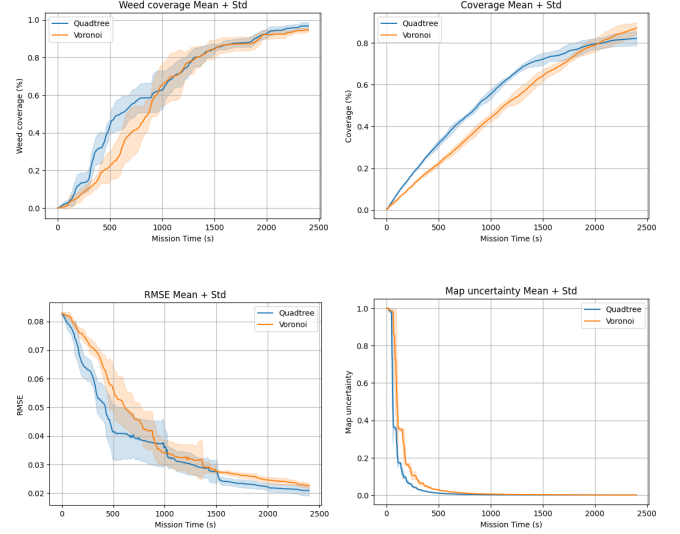 Weed coverage Mean + Std
Quadtree
Voronoi
Weed coverage (%)
1.0
0.8
0.6
0.4
0.2
0.0
0 500 1000 1500 2000 2500
Mission Time (s)
Coverage Mean + Std
Quadtree
Voronoi
Coverage (%)
0.8
0.6
0.4
0.2
0.0
0 500 1000 1500 2000 2500
Mission Time (s)
RMSE Mean + Std
Quadtree
Voronoi
RMSE
0.08
0.07
0.06
0.05
0.04
0.03
0.02
0 500 1000 1500 2000 2500
Mission Time (s)
Map uncertainty Mean + Std
Quadtree
Voronoi
Map uncertainty
1.0
0.8
0.6
0.4
0.2
0.0
0 500 1000 1500 2000 2500
Mission Time (s)